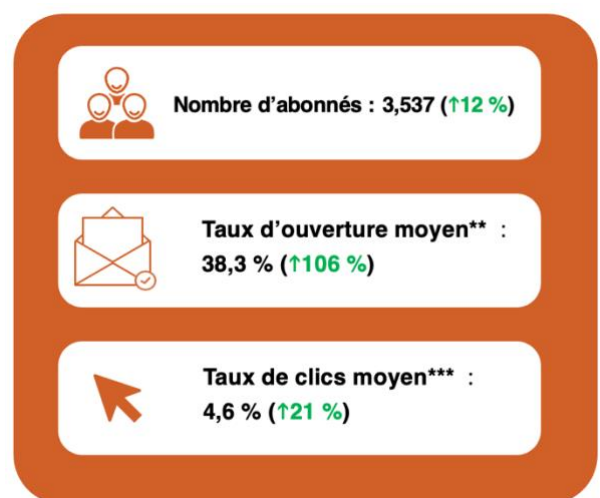 Nombre d’abonnés : 3,537 (↑12 %)
Taux d’ouverture moyen** :
38,3 % (↑106 %)
Taux de clics moyen*** :
4,6 % (↑21 %)